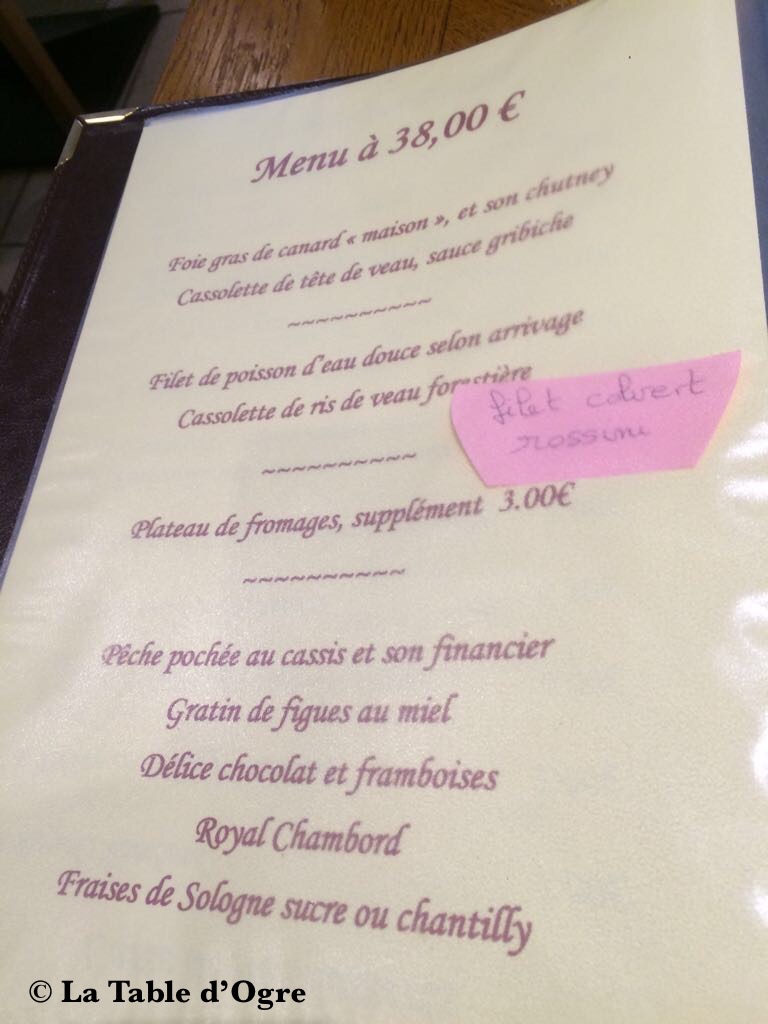 Menu à 38,00 €
Foie gras de canard « maison », et son chutney
Cassolette de tête de veau, sauce gribiche
~~~~~~~~~~
Filet de poisson d'eau douce selon arrivage
Cassolette de ris de veau forestière
filet colvert
rossini
~~~~~~~~~~
Plateau de fromages, supplément 3.00€
~~~~~~~~~~
Pêche pochée au cassis et son financier
Gratin de figues au miel
Délice chocolat et framboises
Royal Chambord
Fraises de Sologne sucre ou chantilly
© La Table d'Ogre